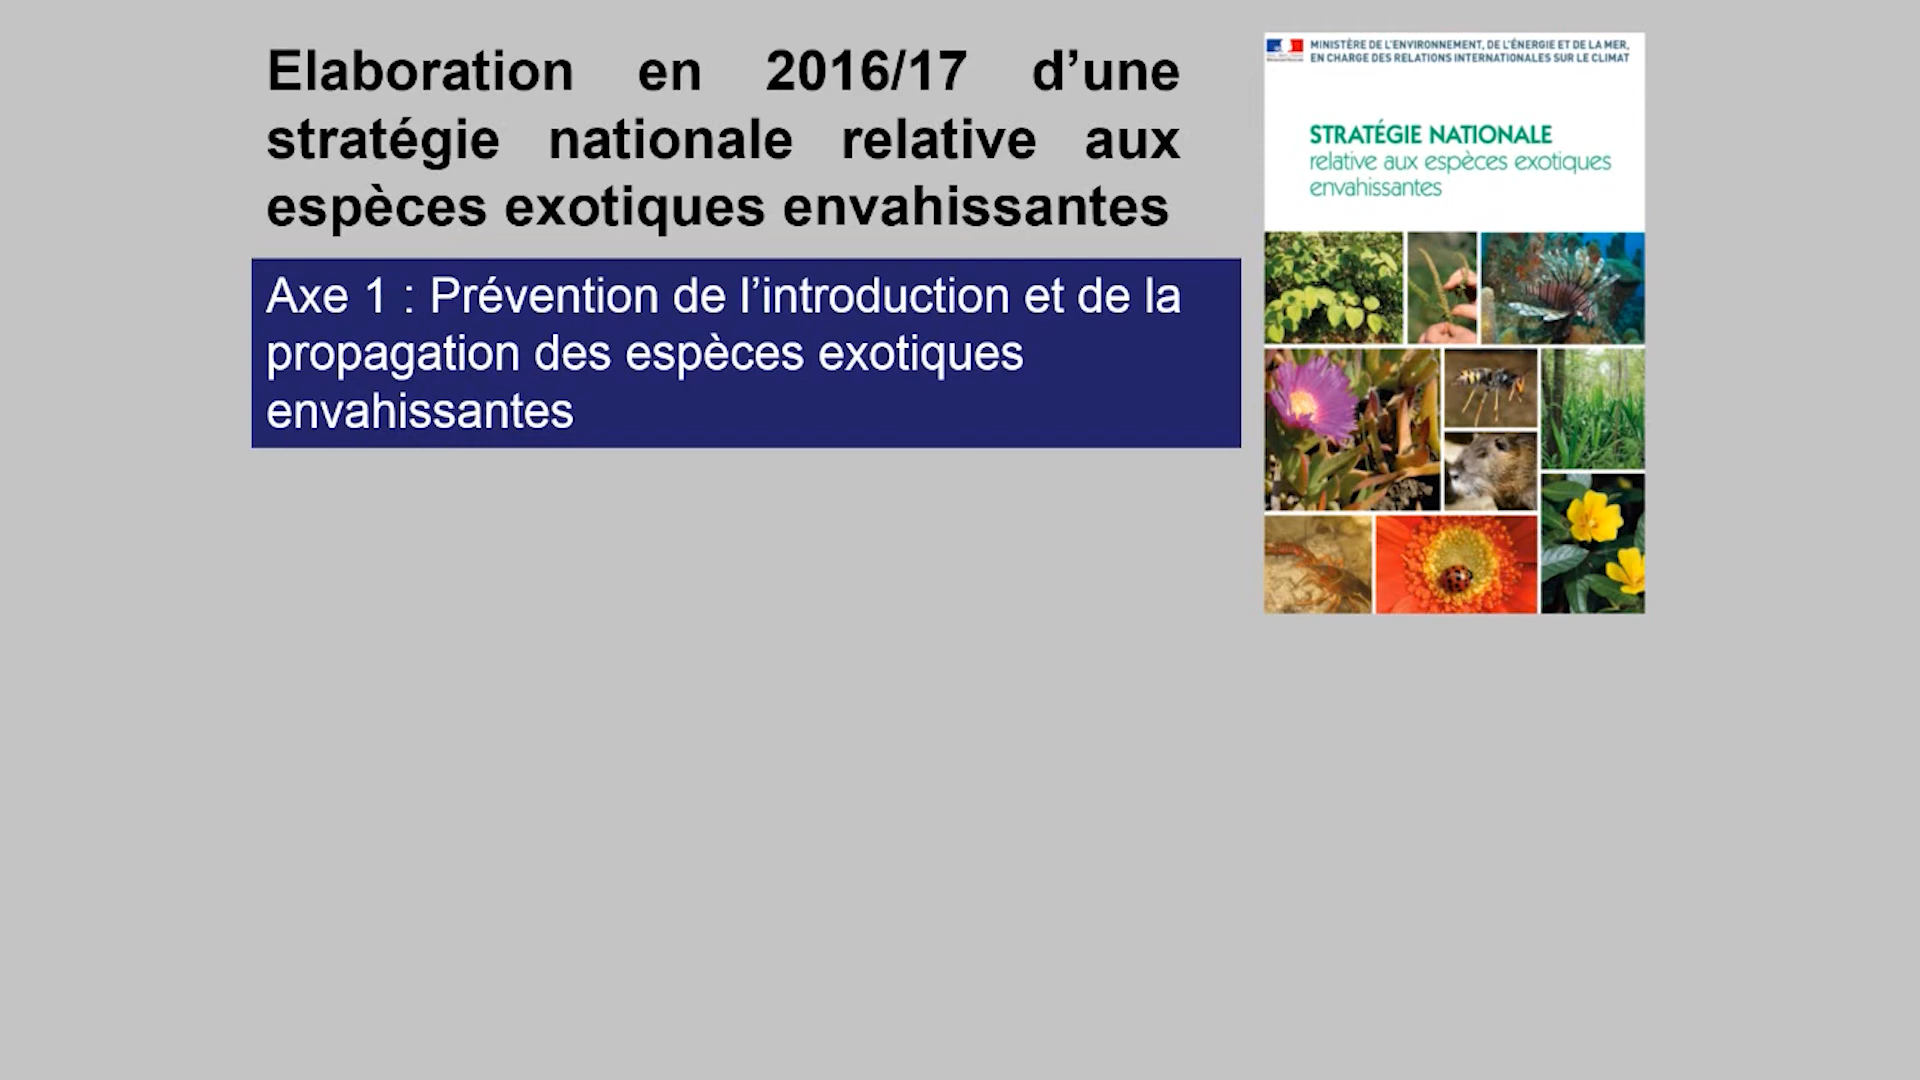 Elaboration en 2016/17 d’une
stratégie nationale relative aux
espèces exotiques envahissantes
Axe 1 : Prévention de l’introduction et de la
propagation des espèces exotiques
envahissantes
MINISTÈRE DE L’ENVIRONNEMENT, DE L’ÉNERGIE ET DE LA MER,
EN CHARGE DES RELATIONS INTERNATIONALES SUR LE CLIMAT
STRATÉGIE NATIONALE
relative aux espèces exotiques
envahissantes